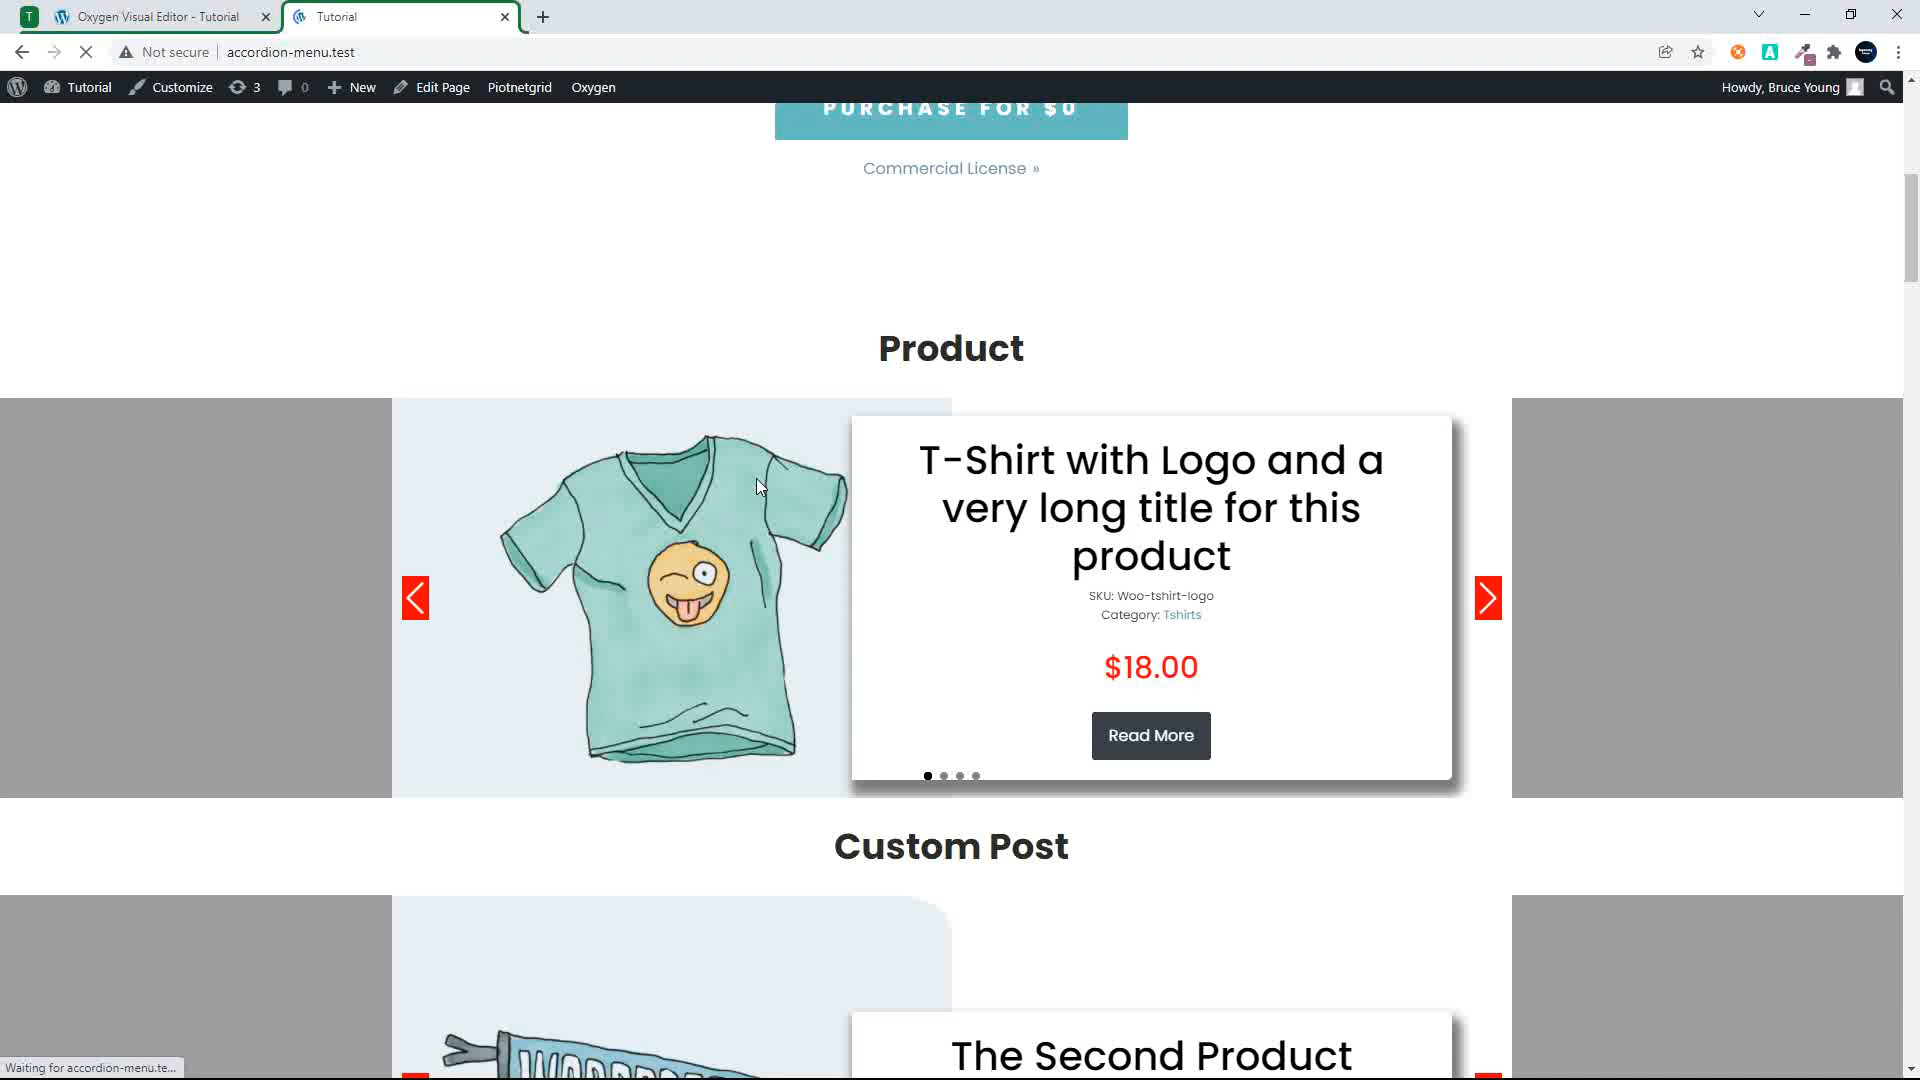 T
Oxygen Visual Editor - Tutorial
Tutorial
Not secure
accordion-menu.test
Tutorial
Customize
3
0
New
Edit Page
Piotnetgrid
Oxygen
Howdy, Bruce Young
PURCHASE FOR $0
Commercial License »
Product
T-Shirt with Logo and a
very long title for this
product
SKU: Woo-tshirt-logo
Category: Tshirts
$18.00
Read More
Custom Post
The Second Product
Waiting for accordion-menu.te...